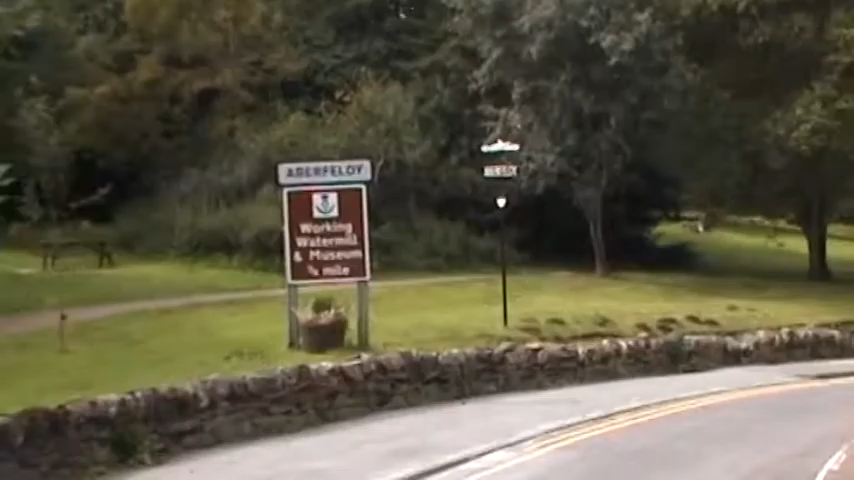 ABERFELDY
Working
Watermill
& Museum
¼ mile